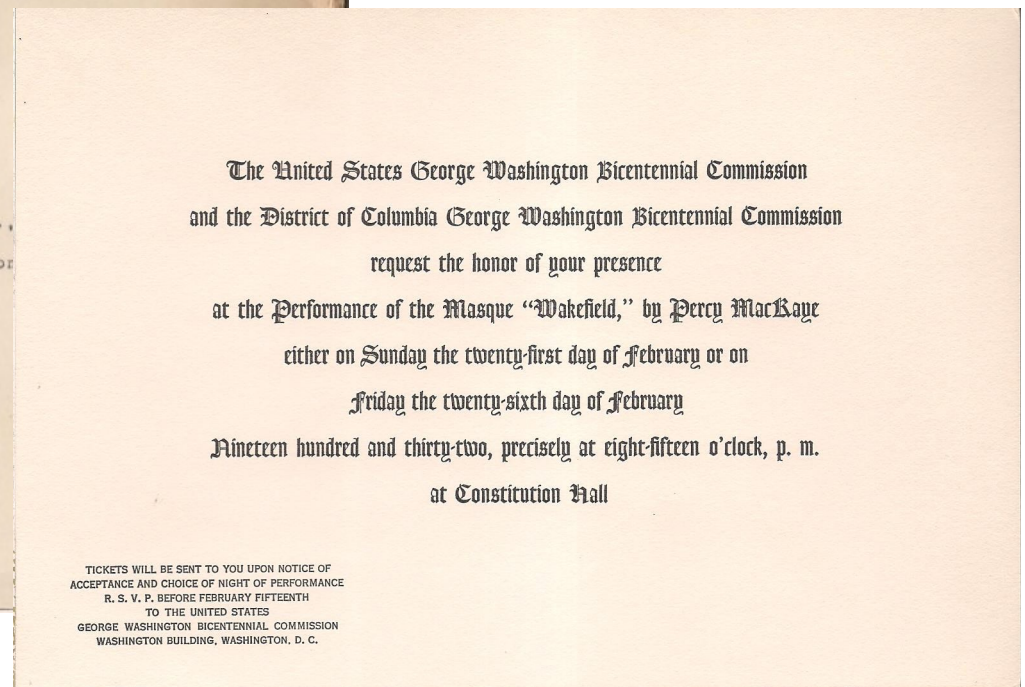 The United States George Washington Bicentennial Commission
and the District of Columbia George Washington Bicentennial Commission
request the honor of your presence
at the Performance of the Masque “Wakefield,” by Percy MacKaye
either on Sunday the twenty-first day of February or on
Friday the twenty-sixth day of February
Nineteen hundred and thirty-two, precisely at eight-fifteen o’clock, p. m.
at Constitution Hall
TICKETS WILL BE SENT TO YOU UPON NOTICE OF
ACCEPTANCE AND CHOICE OF NIGHT OF PERFORMANCE
R. S. V. P. BEFORE FEBRUARY FIFTEENTH
TO THE UNITED STATES
GEORGE WASHINGTON BICENTENNIAL COMMISSION
WASHINGTON BUILDING, WASHINGTON, D. C.